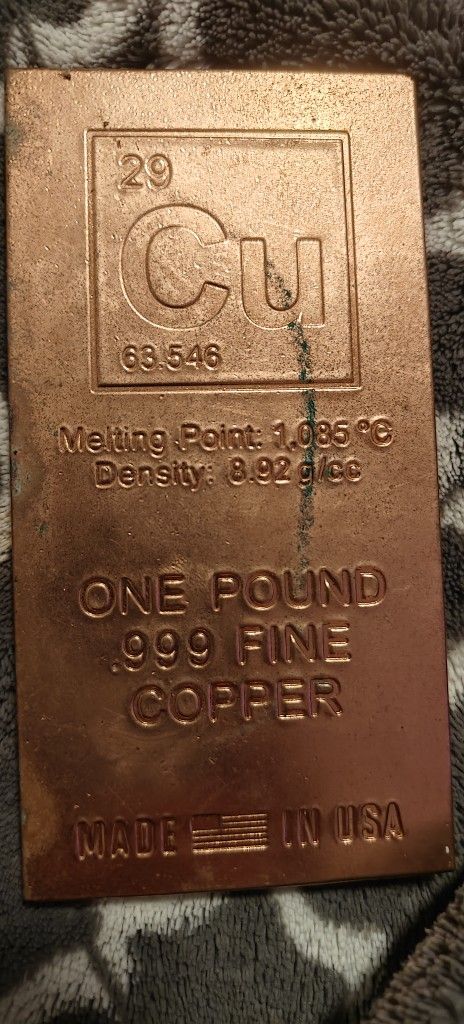 29
Cu
63.546
Melting Point: 1,085 °C
Density: 8.92 g/cc
ONE POUND
.999 FINE
COPPER
MADE IN USA